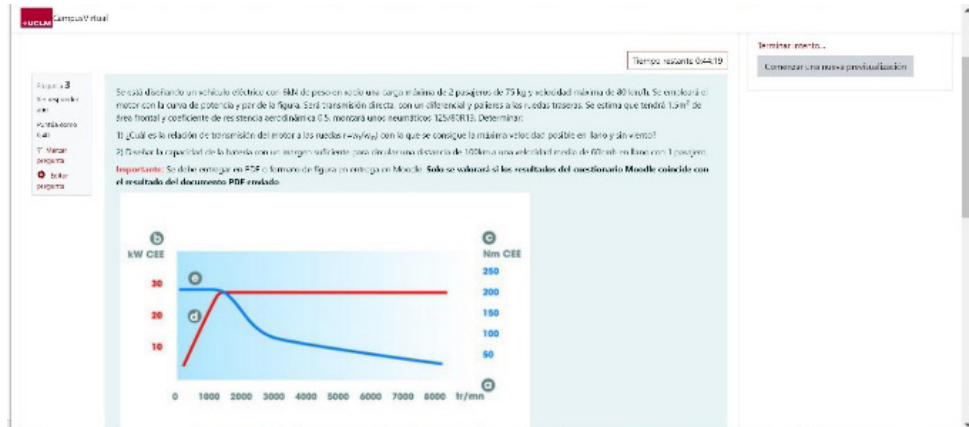 UCLM CampusVirtual
Terminar intento...
Tiempo restante 0:44:19
Comenzar una nueva previsualización
Pregunta 3
Puntúa como
Marcar
pregunta
Editar
pregunta
Se está diseñando un vehículo eléctrico con 6kN de peso en vacío una carga máxima de 2 pasajeros de 75 kg y velocidad máxima de 80 km/h. Se empleará el
motor con la curva de potencia y par de la figura. Será transmisión directa, con un diferencial y palieres a las ruedas traseras. Se estima que tendrá 1.5m² de
área frontal y coeficiente de resistencia aerodinámica 0.5, montará unos neumáticos 125/80R13. Determinar:
1) ¿Cuál es la relación de transmisión del motor a las ruedas con la que se consigue la máxima velocidad posible en llano y sin viento?
2) Diseñar la capacidad de la batería con un margen suficiente para circular una distancia de 100km a una velocidad media de 60km/h en llano con 1 pasajero.
Importante: Se debe entregar en PDF o formato de figura en entrega en Moodle. Solo se valorará si los resultados del cuestionario Moodle coincide con
el resultado del documento PDF enviado.
b c
kW CEE Nm CEE
250
30 e 200
20 d 150
10 100
50
a
0 1000 2000 3000 4000 5000 6000 7000 8000 tr/mn